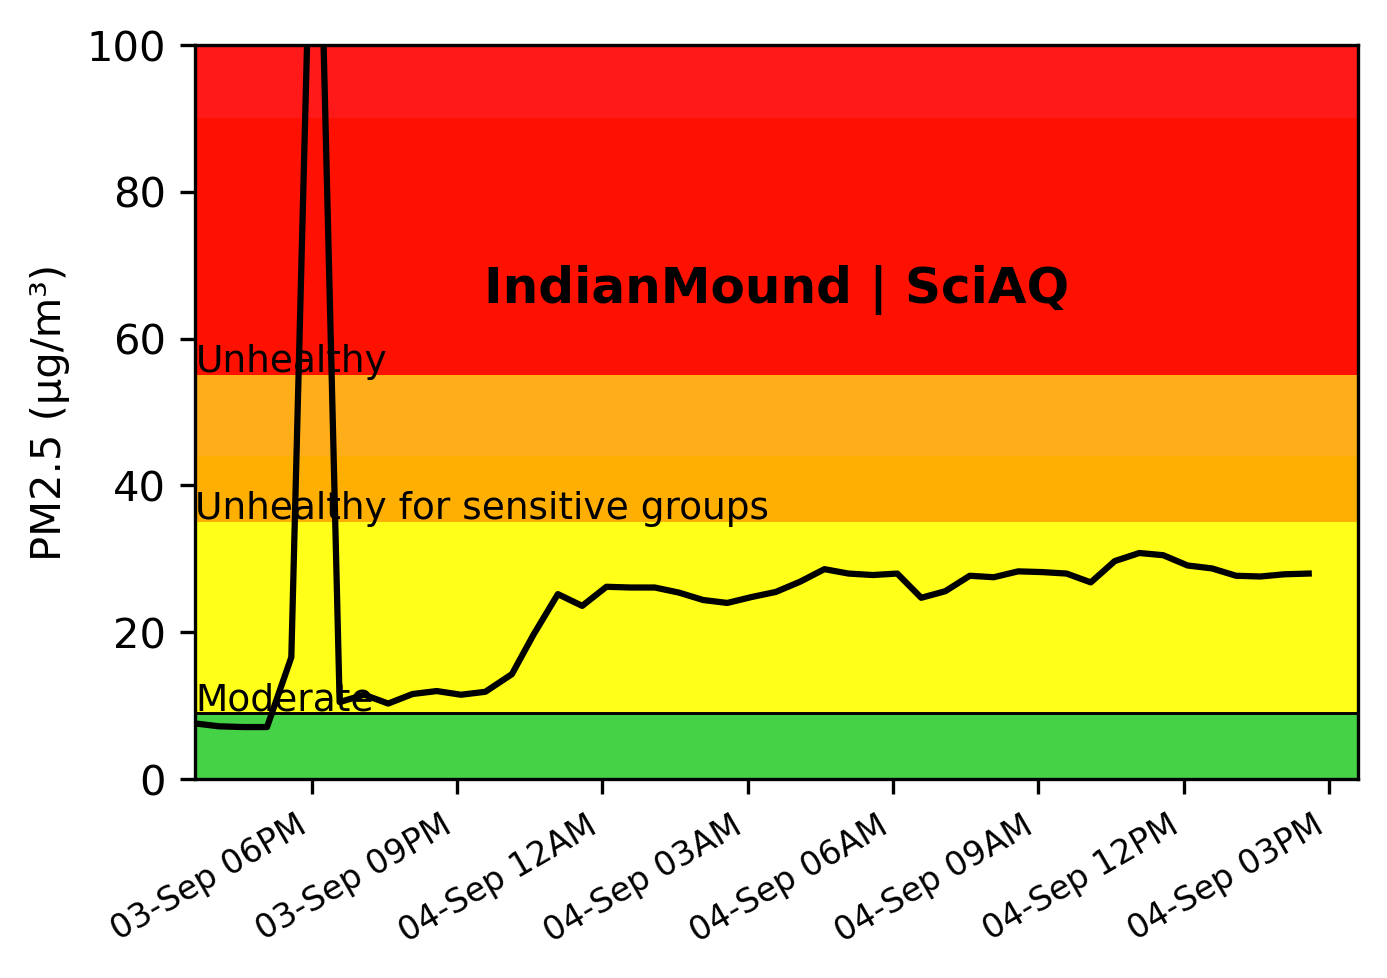 100
80
60
40
20
0
PM2.5 (µg/m³)
IndianMound | SciAQ
Unhealthy
Unhealthy for sensitive groups
Moderate
03-Sep 06PM
03-Sep 09PM
04-Sep 12AM
04-Sep 03AM
04-Sep 06AM
04-Sep 09AM
04-Sep 12PM
04-Sep 03PM